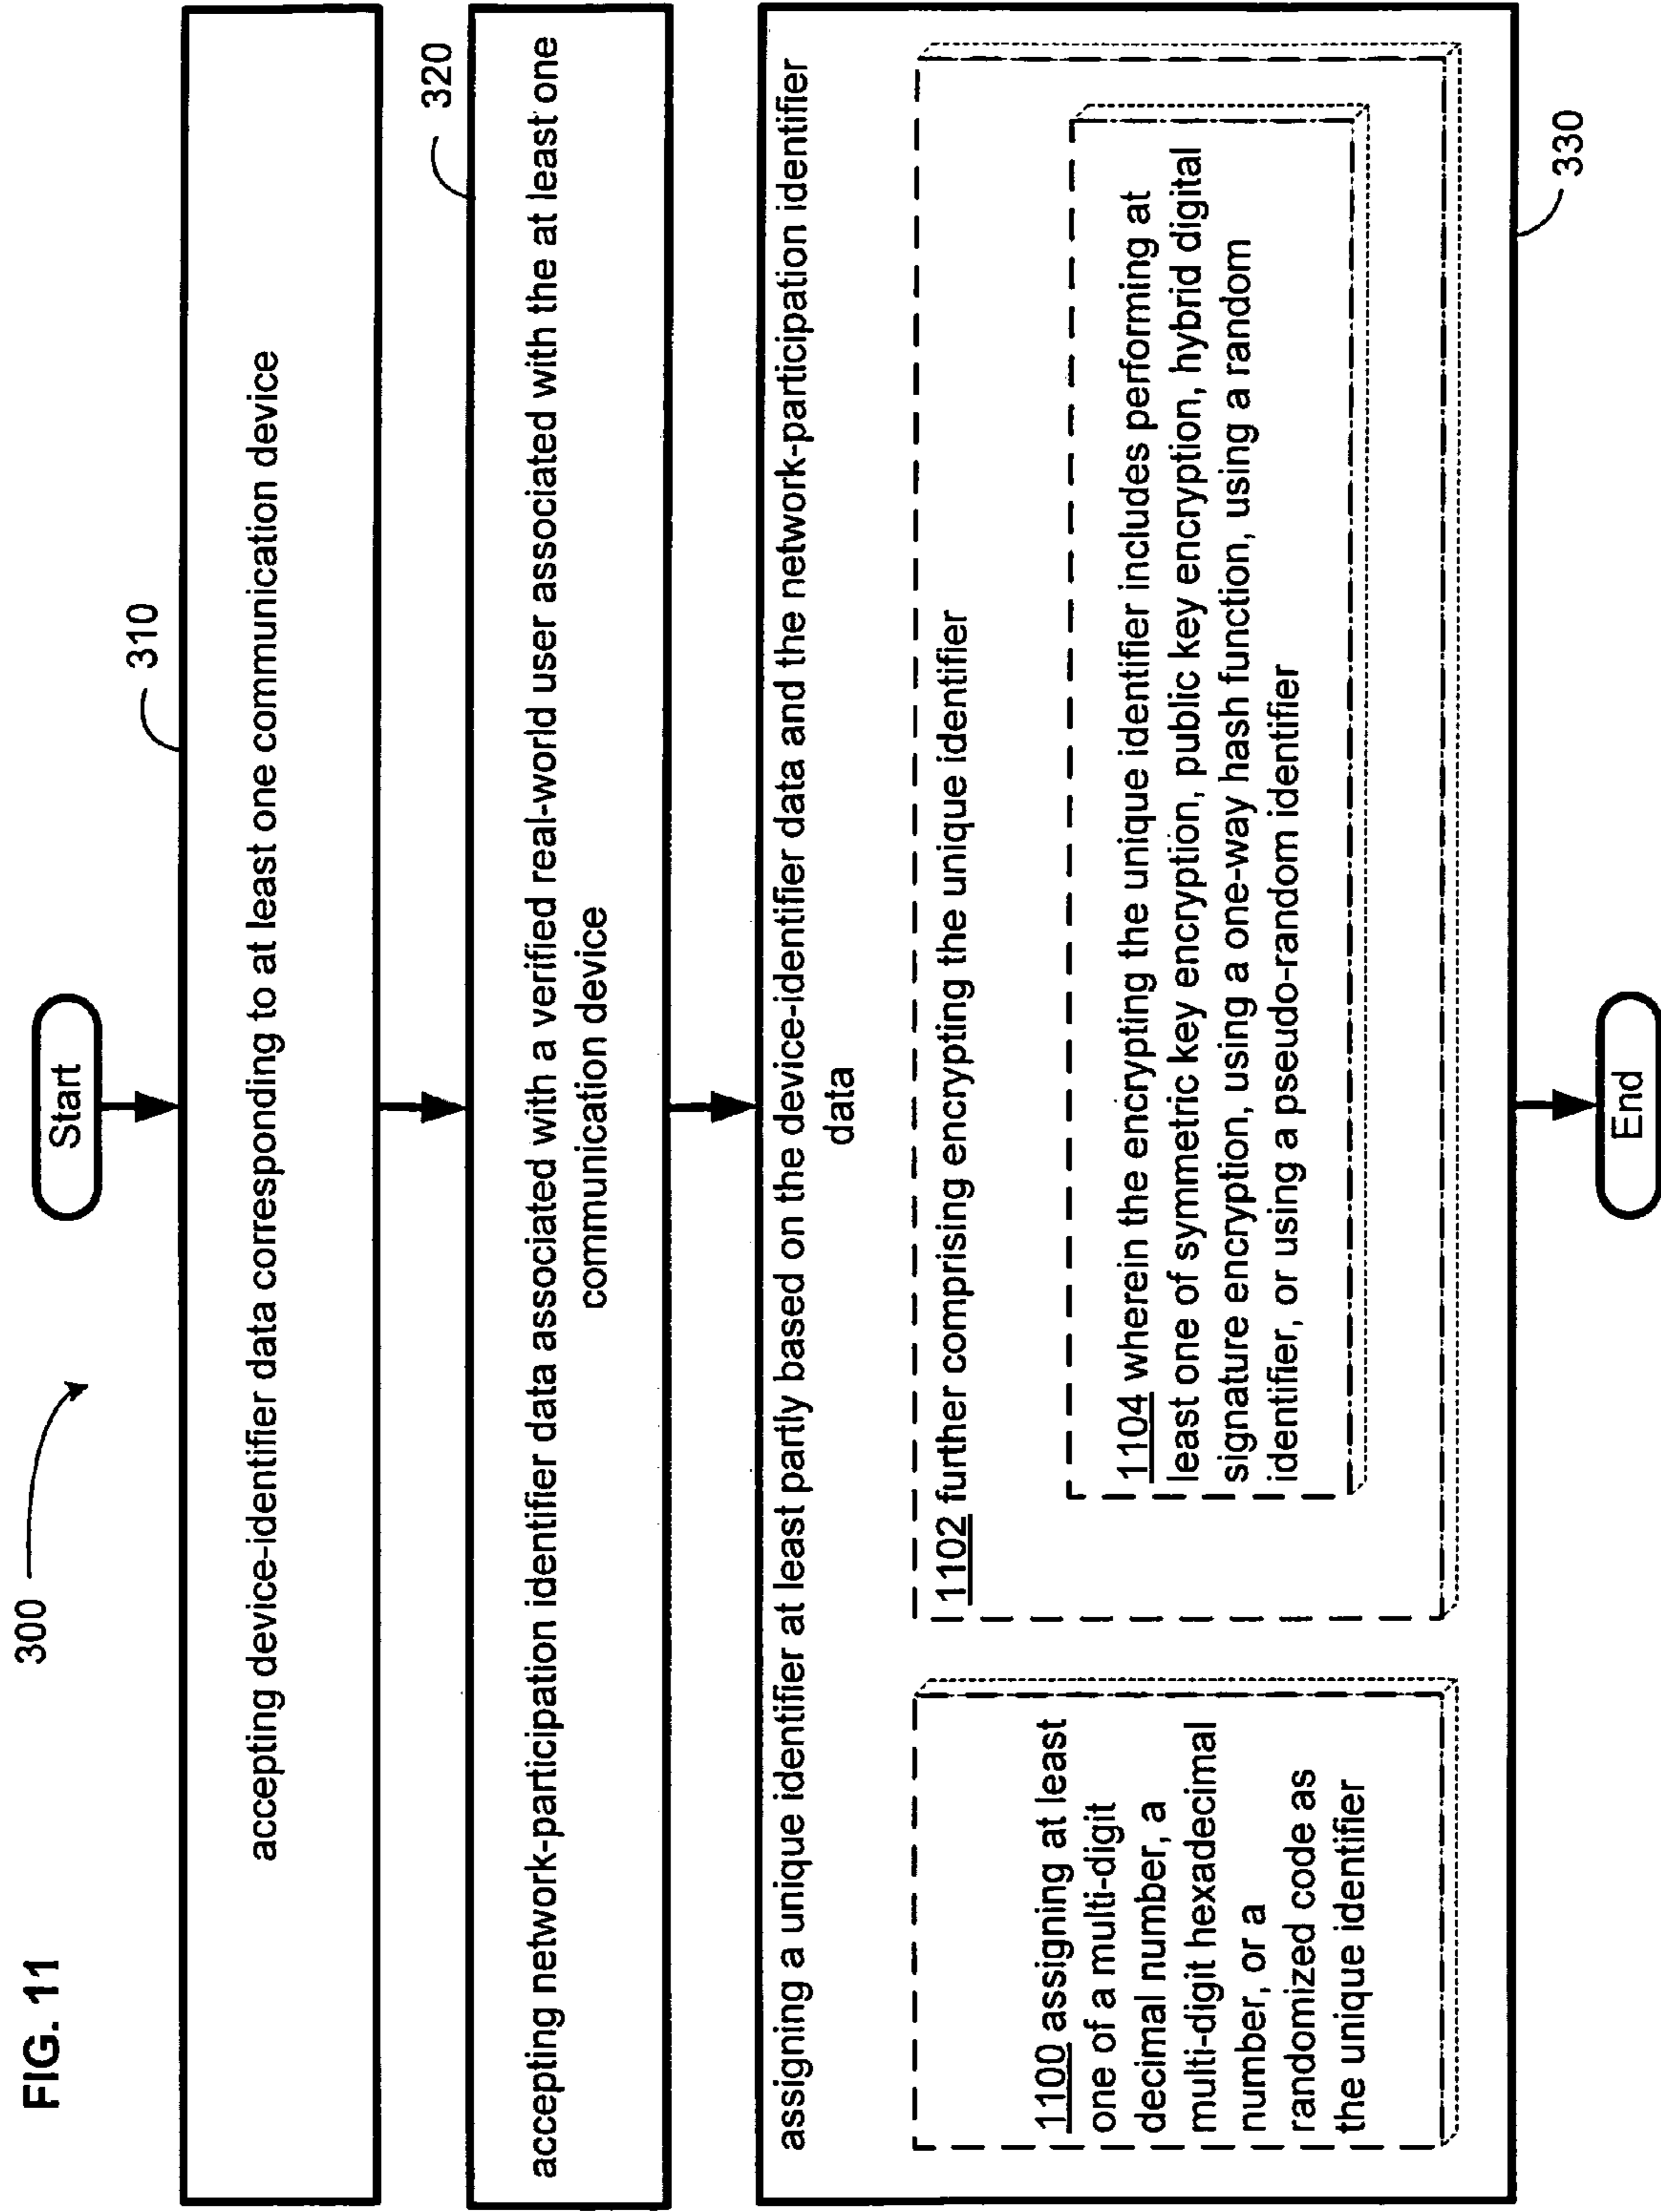 FIG. 11
300
Start
310
accepting device-identifier data corresponding to at least one communication device
320
accepting network-participation identifier data associated with a verified real-world user associated with the at least one
communication device
assigning a unique identifier at least partly based on the device-identifier data and the network-participation identifier
data
1100 assigning at least
one of a multi-digit
decimal number, a
multi-digit hexadecimal
number, or a
randomized code as
the unique identifier
1102 further comprising encrypting the unique identifier
1104 wherein the encrypting the unique identifier includes performing at
least one of symmetric key encryption, public key encryption, hybrid digital
signature encryption, using a one-way hash function, using a random
identifier, or using a pseudo-random identifier
330
End